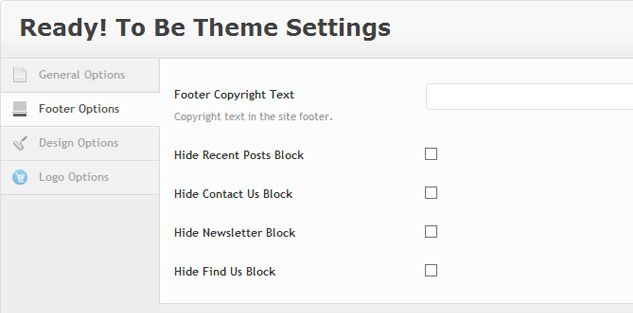 Ready! To Be Theme Settings
General Options
Footer Options
Design Options
Logo Options
Footer Copyright Text
Copyright text in the site footer.
Hide Recent Posts Block
Hide Contact Us Block
Hide Newsletter Block
Hide Find Us Block